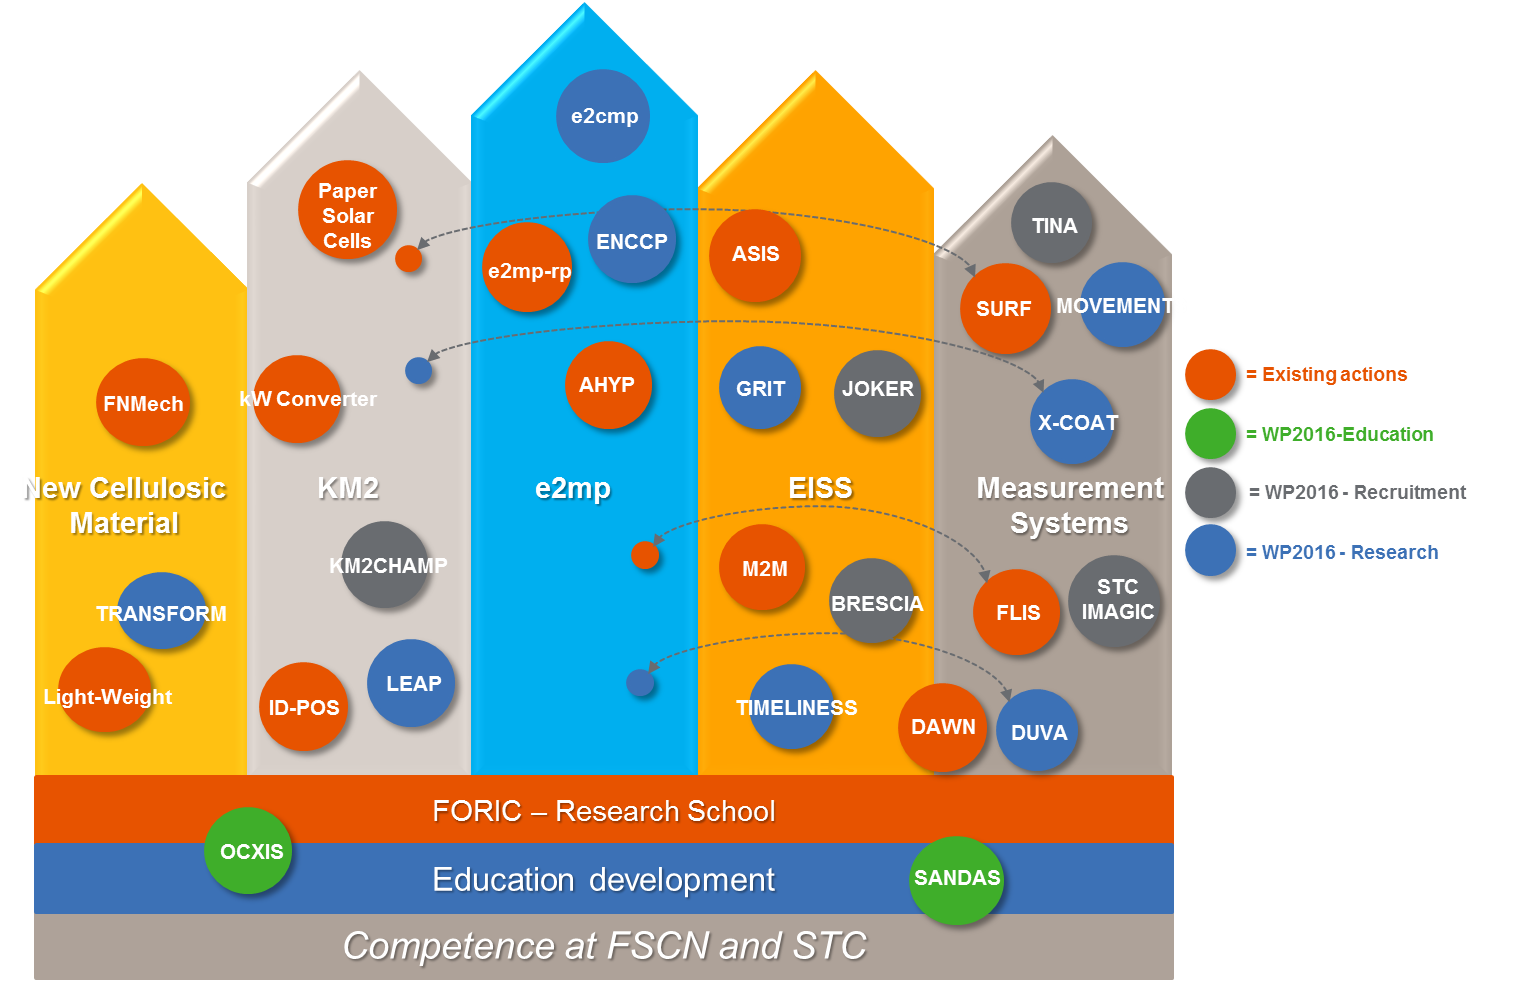 e2cmp
Paper
Solar
Cells
TINA
ENCCP
ASIS
e2mp-rp
SURF
MOVEMENT
= Existing actions
AHYP
GRIT
JOKER
FNMech
kW Converter
X-COAT
= WP2016-Education
New Cellulosic
Material
KM2
e2mp
EISS
Measurement
Systems
= WP2016 - Recruitment
= WP2016 - Research
KM2CHAMP
M2M
STC
IMAGIC
BRESCIA
FLIS
TRANSFORM
LEAP
Light-Weight
ID-POS
TIMELINESS
DAWN
DUVA
FORIC – Research School
OCXIS
Education development
SANDAS
Competence at FSCN and STC